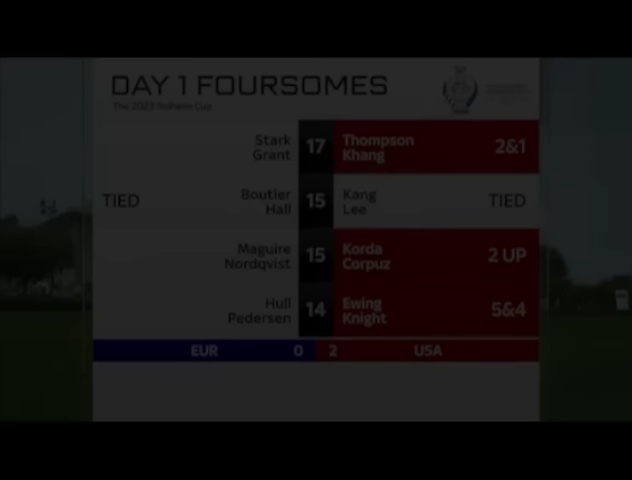 DAY 1 FOURSOMES
The 2023 Solheim Cup
Stark 17 Thompson 2&1
Grant Khang
TIED Boutier 15 Kang TIED
Hall Lee
Maguire 15 Korda 2 UP
Nordqvist Corpuz
Hull 14 Ewing 5&4
Pedersen Knight
EUR 0 2 USA